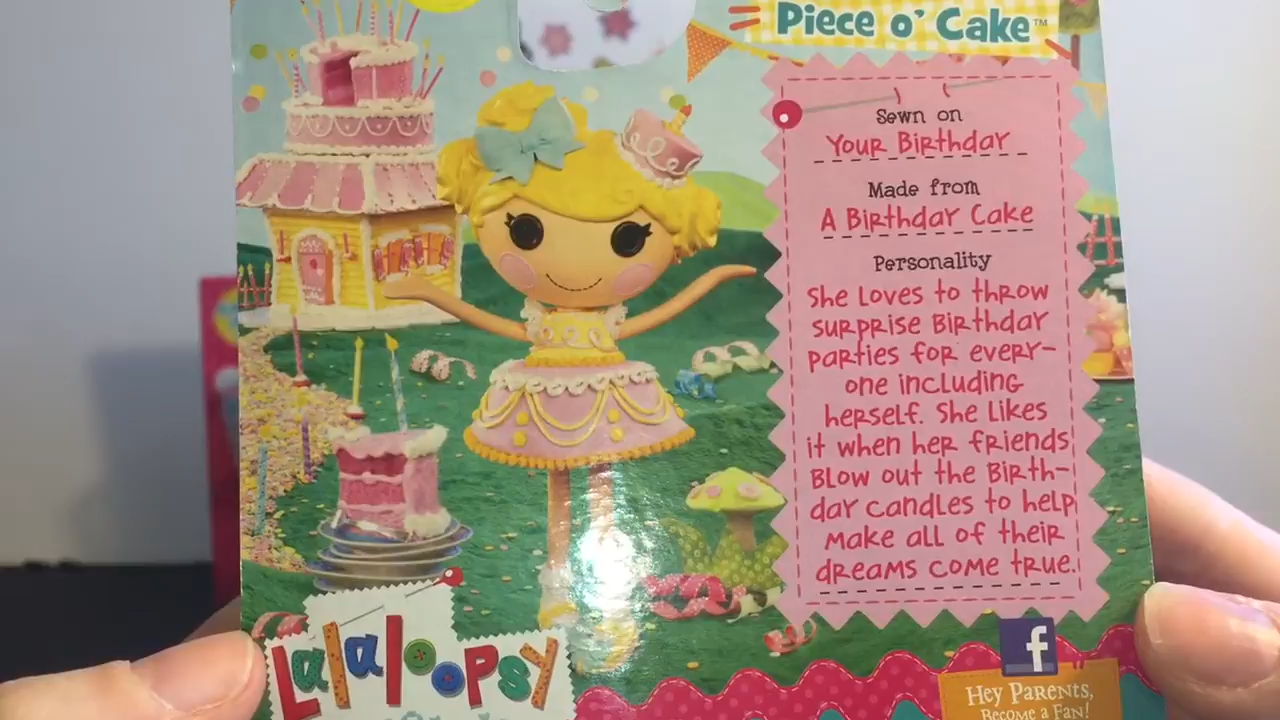 Piece o' Cake™
Sewn on
Your Birthday
Made from
A Birthday Cake
Personality
She loves to throw
surprise Birthday
parties for every-
one including
herself. She likes
it when her friends
blow out the birth-
day candles to help
make all of their
dreams come true.
Lalaloopsy
f
Hey Parents,
Become a Fan!